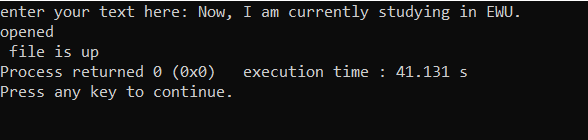 enter your text here: Now, I am currently studying in EWU.
opened
 file is up
Process returned 0 (0x0)   execution time : 41.131 s
Press any key to continue.